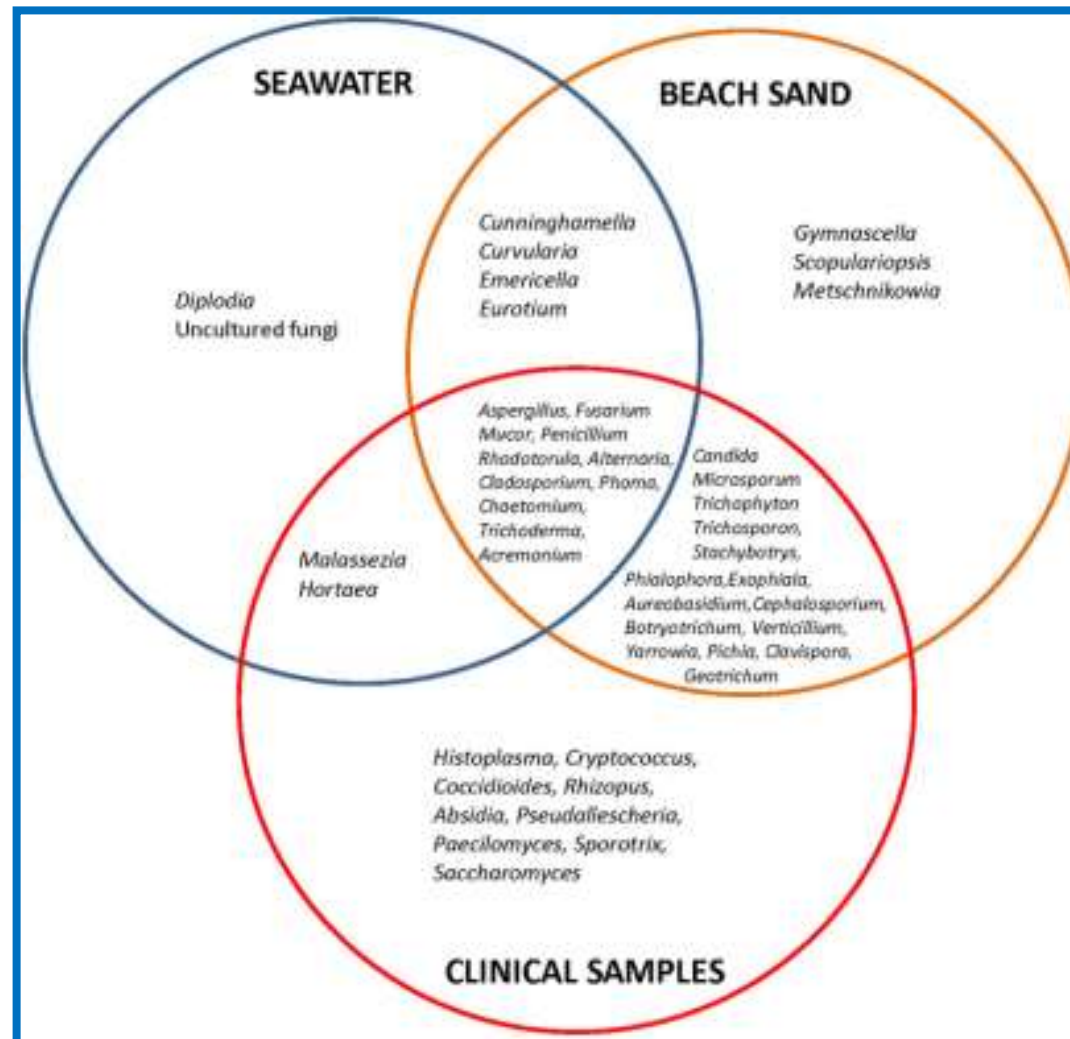 SEAWATER
BEACH SAND
Cunninghamella
Curvularia
Emericella
Eurotium
Gymnascella
Scopulariopsis
Metschnikowia
Diplodia
Uncultured fungi
Aspergillus, Fusarium
Mucor, Penicillium
Rhodotorula, Alternaria,
Cladosporium, Phoma,
Chaetomium,
Trichoderma,
Acremonium
Candida
Microsporum
Trichophyton
Trichosporon,
Stachybotrys,
Phialophora,Exophiala,
Aureobasidium,Cephalosporium,
Botryotrichum, Verticillium,
Yarrowia, Pichia, Clavispora,
Geotrichum
Malassezia
Hortaea
Histoplasma, Cryptococcus,
Coccidioides, Rhizopus,
Absidia, Pseudallescheria,
Paecilomyces, Sporotrix,
Saccharomyces
CLINICAL SAMPLES